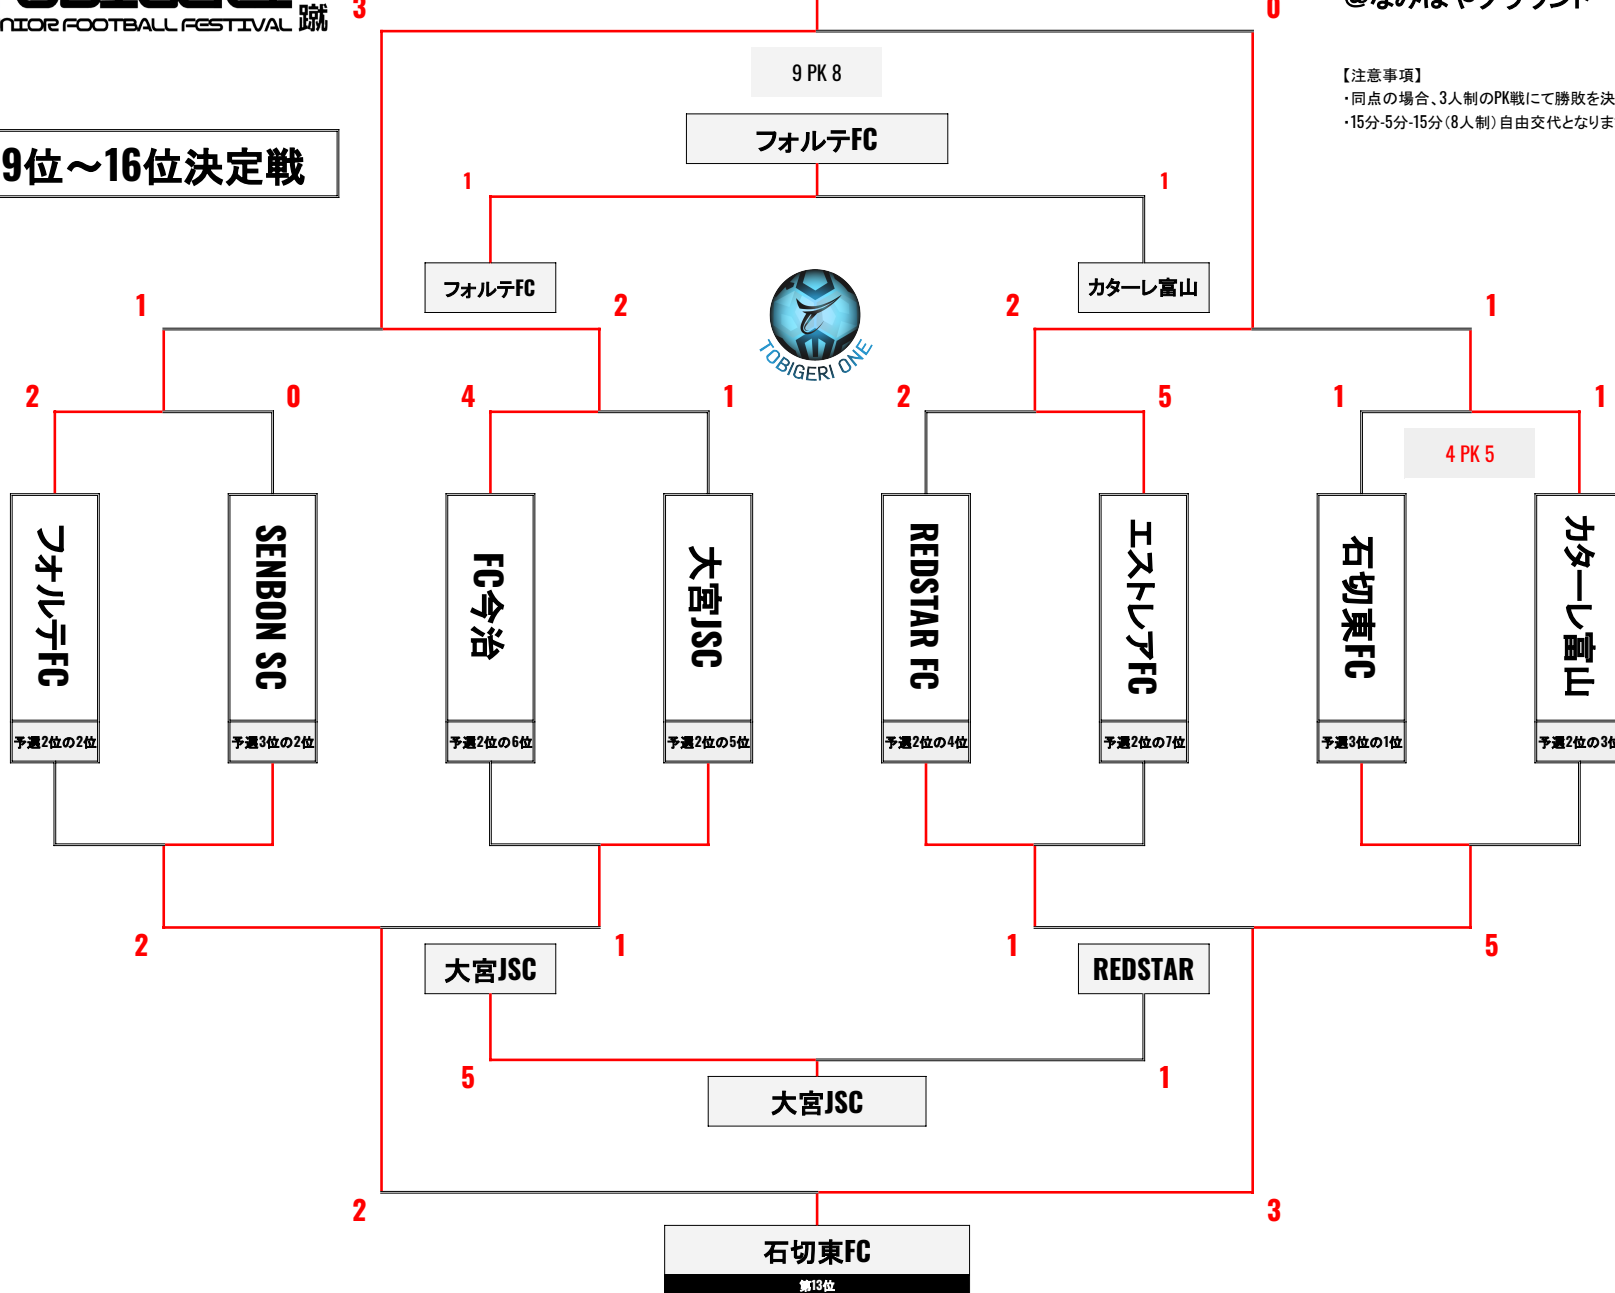 NIOR FOOTBALL FESTIVAL 蹴
3
0
【注意事項】
・同点の場合、3人制のPK戦にて勝敗を決
・15分-5分-15分(8人制)自由交代となりま
9 PK 8
フォルテFC
9位〜16位決定戦
1
1
フォルテFC
カターレ富山
1
2
2
1
TOBIGERI ONE
2
0
4
1
2
5
1
1
4 PK 5
フォルテFC
SENBON SC
FC今治
大宮JSC
REDSTAR FC
エストレアFC
石切東FC
カターレ富山
予選2位の2位
予選3位の2位
予選2位の6位
予選2位の5位
予選2位の4位
予選2位の7位
予選3位の1位
予選2位の3位
2
1
1
5
大宮JSC
REDSTAR
5
1
大宮JSC
2
3
石切東FC
第13位